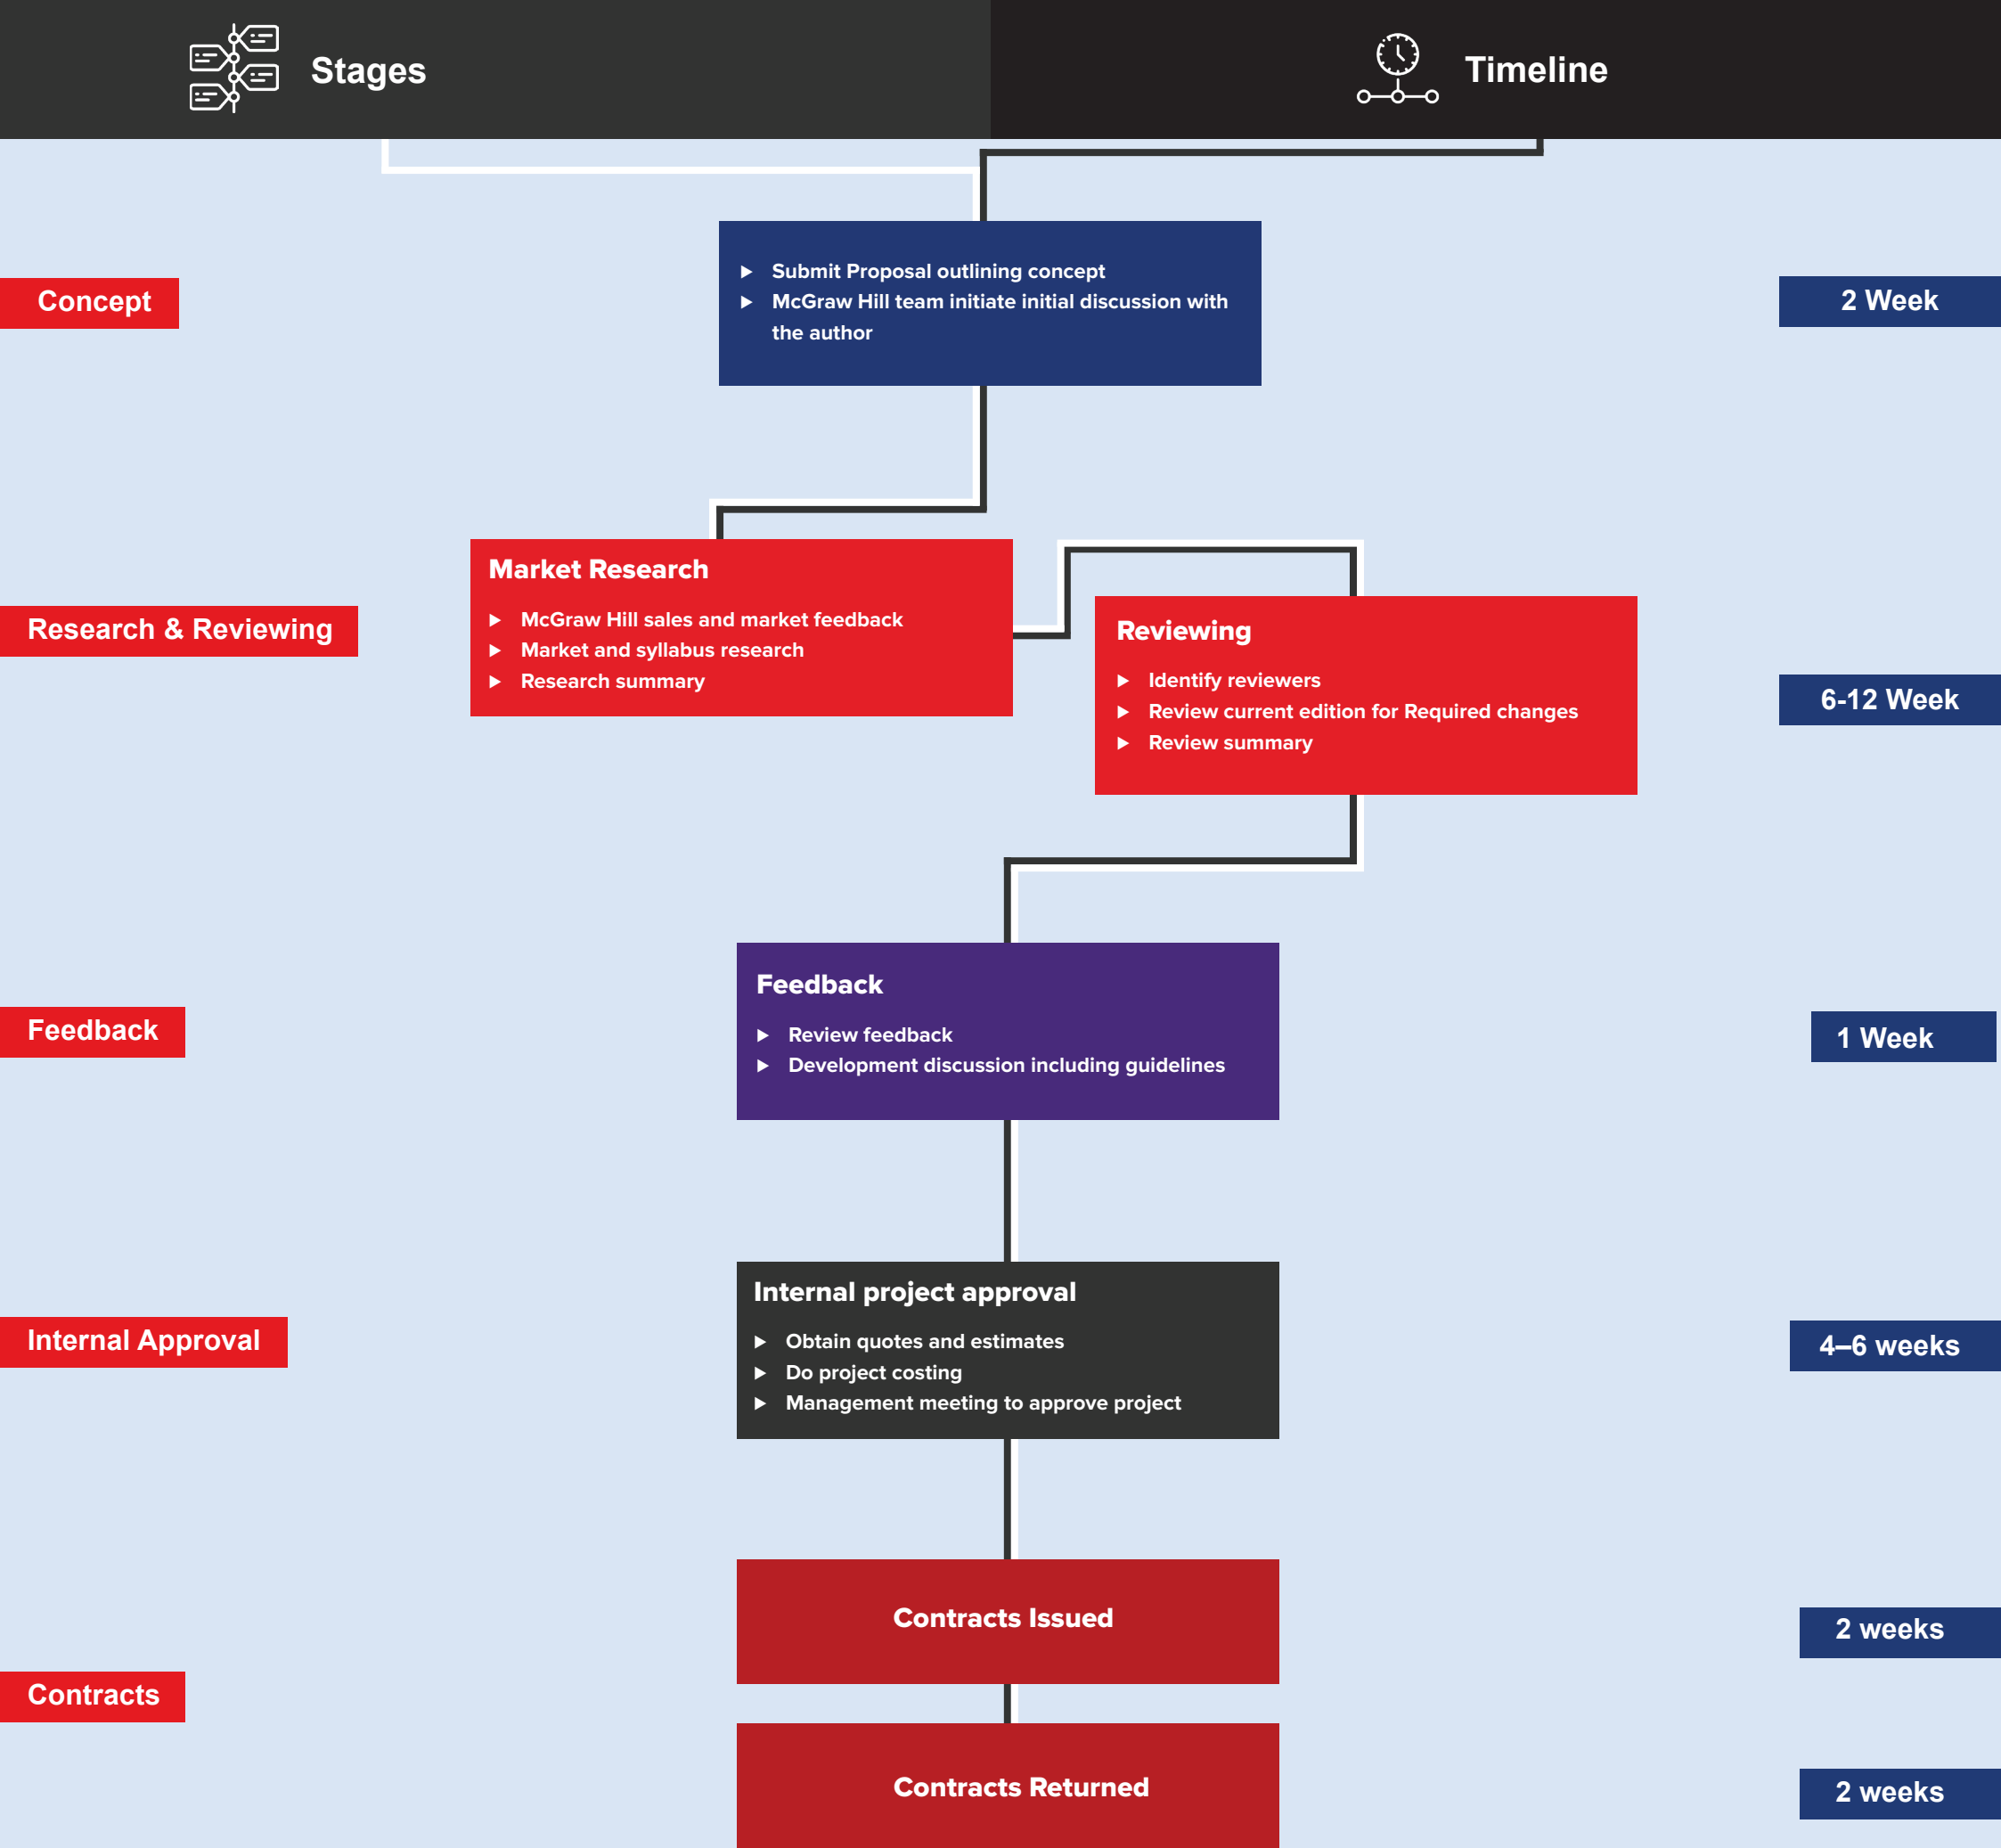 Stages
Timeline
Concept
Submit Proposal outlining concept
McGraw Hill team initiate initial discussion with
the author
2 Week
Research & Reviewing
Market Research
McGraw Hill sales and market feedback
Market and syllabus research
Research summary
Reviewing
Identify reviewers
Review current edition for Required changes
Review summary
6-12 Week
Feedback
Feedback
Review feedback
Development discussion including guidelines
1 Week
Internal Approval
Internal project approval
Obtain quotes and estimates
Do project costing
Management meeting to approve project
4–6 weeks
Contracts
Contracts Issued
2 weeks
Contracts Returned
2 weeks